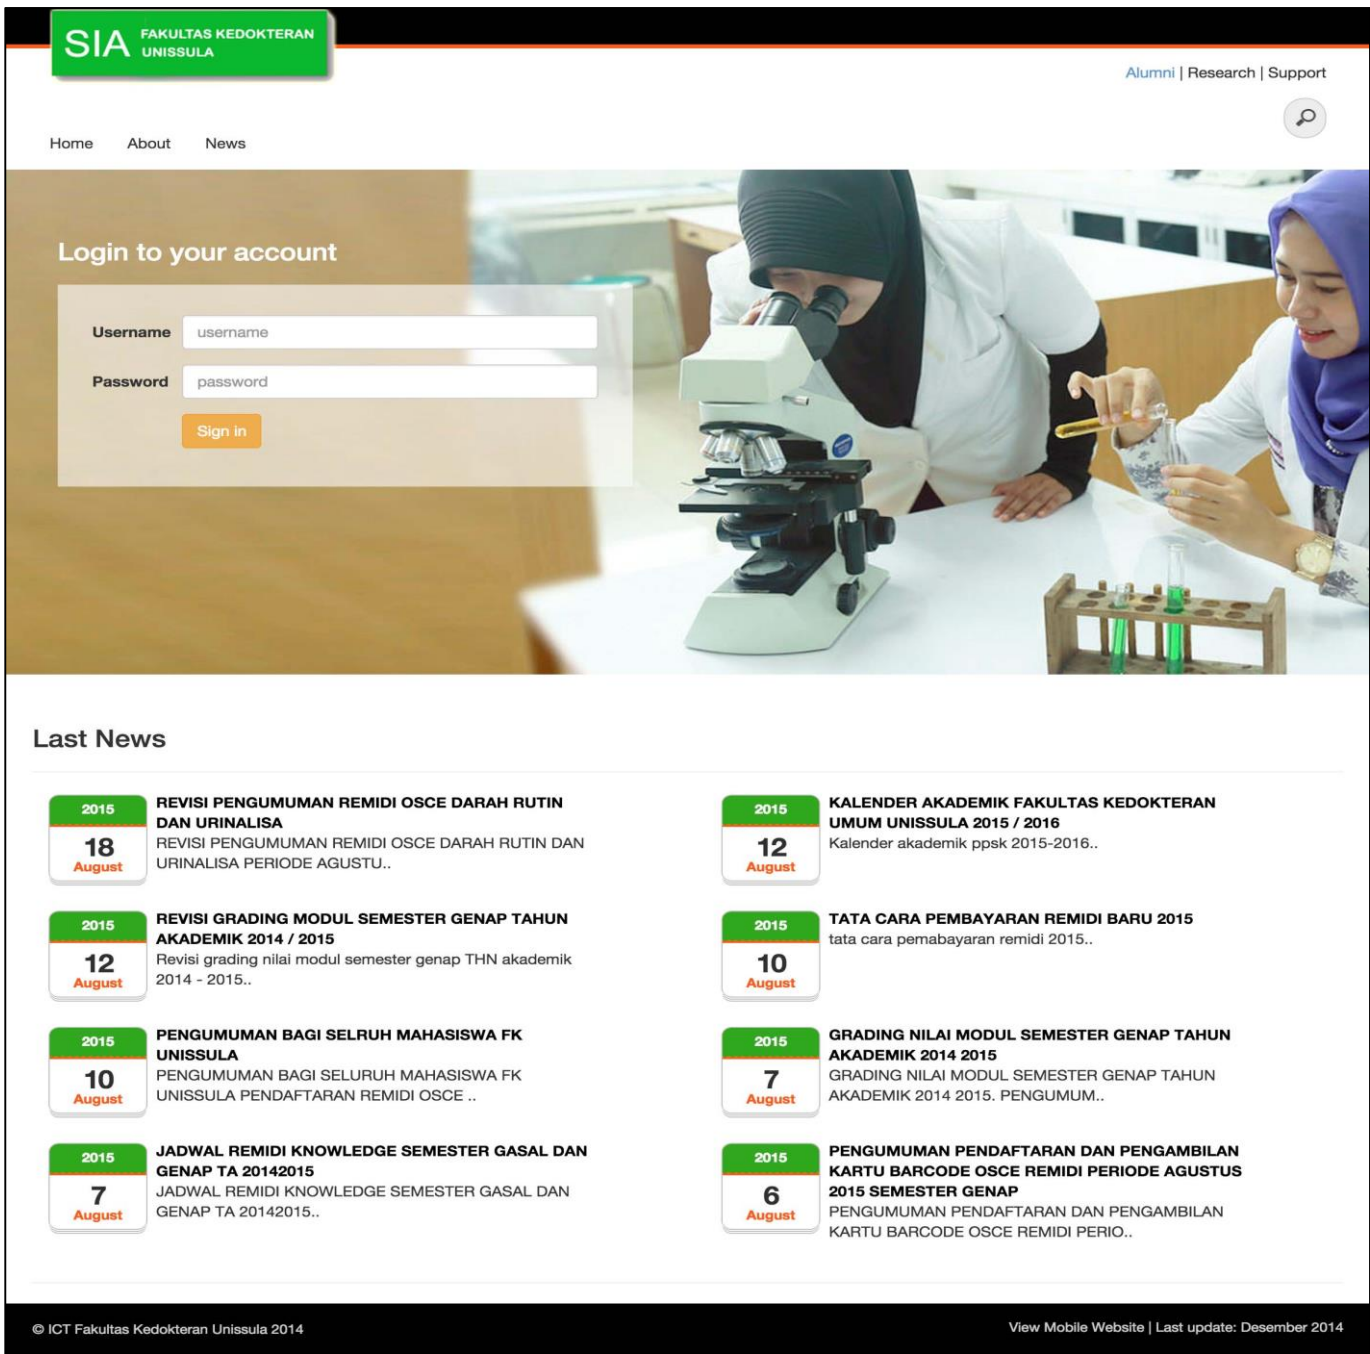 SIA FAKULTAS KEDOKTERAN
UNISSULA
Alumni | Research | Support
Home About News
Login to your account
Username username
Password password
Sign in
Last News
2015
18
August
REVISI PENGUMUMAN REMIDI OSCE DARAH RUTIN
DAN URINALISA
REVISI PENGUMUMAN REMIDI OSCE DARAH RUTIN DAN
URINALISA PERIODE AGUSTU..
2015
12
August
KALENDER AKADEMIK FAKULTAS KEDOKTERAN
UMUM UNISSULA 2015 / 2016
Kalender akademik ppsk 2015-2016..
2015
12
August
REVISI GRADING MODUL SEMESTER GENAP TAHUN
AKADEMIK 2014 / 2015
Revisi grading nilai modul semester genap THN akademik
2014 - 2015..
2015
10
August
TATA CARA PEMBAYARAN REMIDI BARU 2015
tata cara pemabayaran remidi 2015..
2015
10
August
PENGUMUMAN BAGI SELRUH MAHASISWA FK
UNISSULA
PENGUMUMAN BAGI SELURUH MAHASISWA FK
UNISSULA PENDAFTARAN REMIDI OSCE ..
2015
7
August
GRADING NILAI MODUL SEMESTER GENAP TAHUN
AKADEMIK 2014 2015
GRADING NILAI MODUL SEMESTER GENAP TAHUN
AKADEMIK 2014 2015. PENGUMUM..
2015
7
August
JADWAL REMIDI KNOWLEDGE SEMESTER GASAL DAN
GENAP TA 20142015
JADWAL REMIDI KNOWLEDGE SEMESTER GASAL DAN
GENAP TA 20142015..
2015
6
August
PENGUMUMAN PENDAFTARAN DAN PENGAMBILAN
KARTU BARCODE OSCE REMIDI PERIODE AGUSTUS
2015 SEMESTER GENAP
PENGUMUMAN PENDAFTARAN DAN PENGAMBILAN
KARTU BARCODE OSCE REMIDI PERIO..
© ICT Fakultas Kedokteran Unissula 2014
View Mobile Website | Last update: Desember 2014